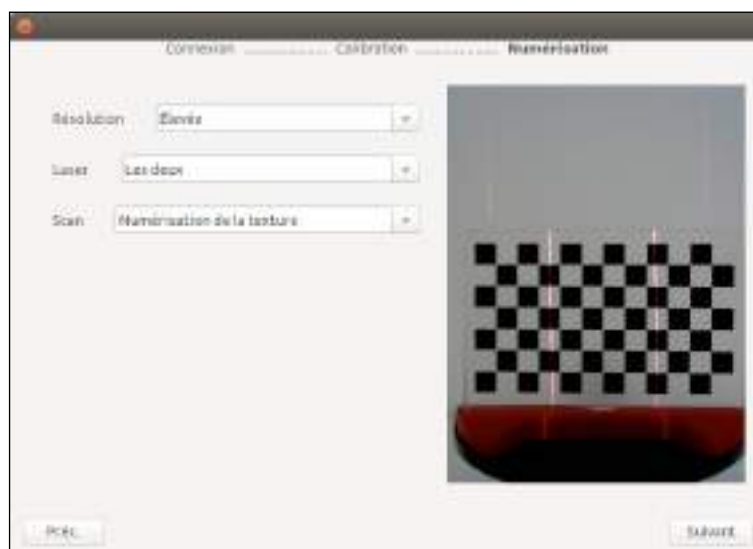 Connexion ................ Calibration ................ Numérisation
Résolution Élevée
Laser Les deux
Scan Numérisation de la texture
Préc.
Suivant